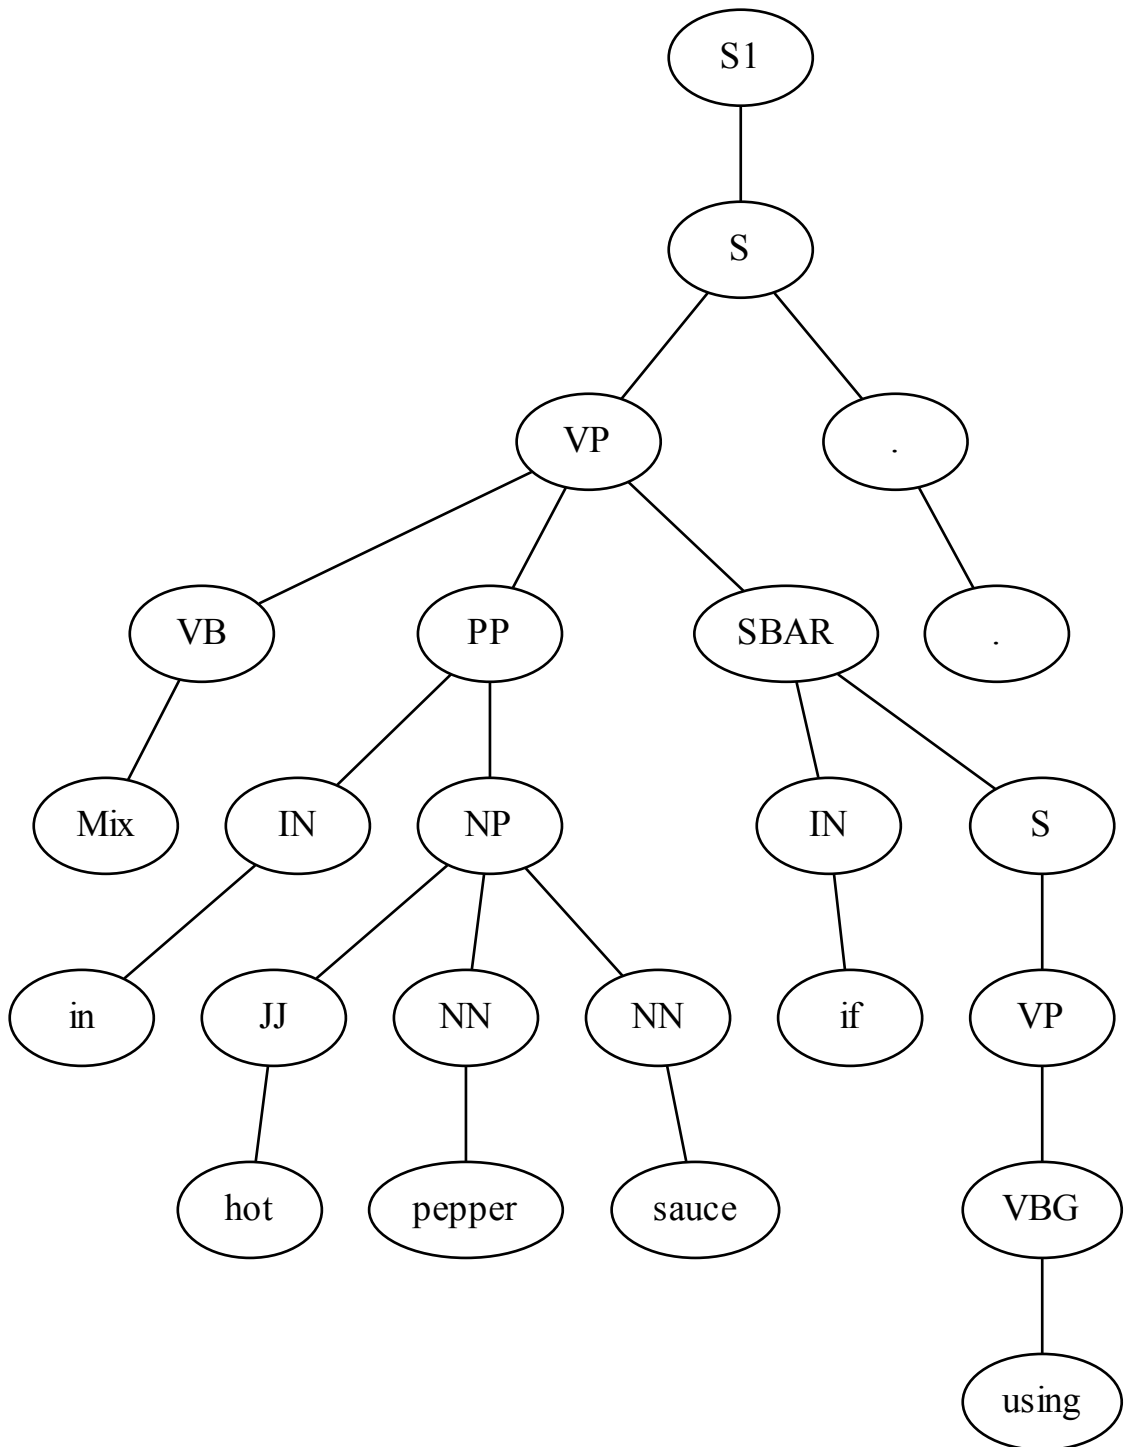 S1
S
VP .
VB PP SBAR .
Mix IN NP IN S
in JJ NN NN if VP
hot pepper sauce VBG
using